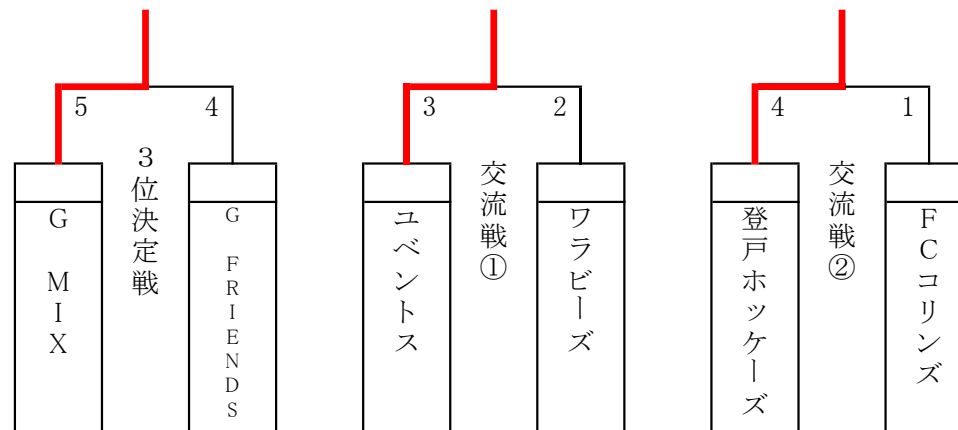 5
4
3位決定戦
G MIX
G FRIENDS
3
2
交流戦①
ユベントス
ワラビーズ
4
1
交流戦②
登戸ホッケーズ
FCコリンズ